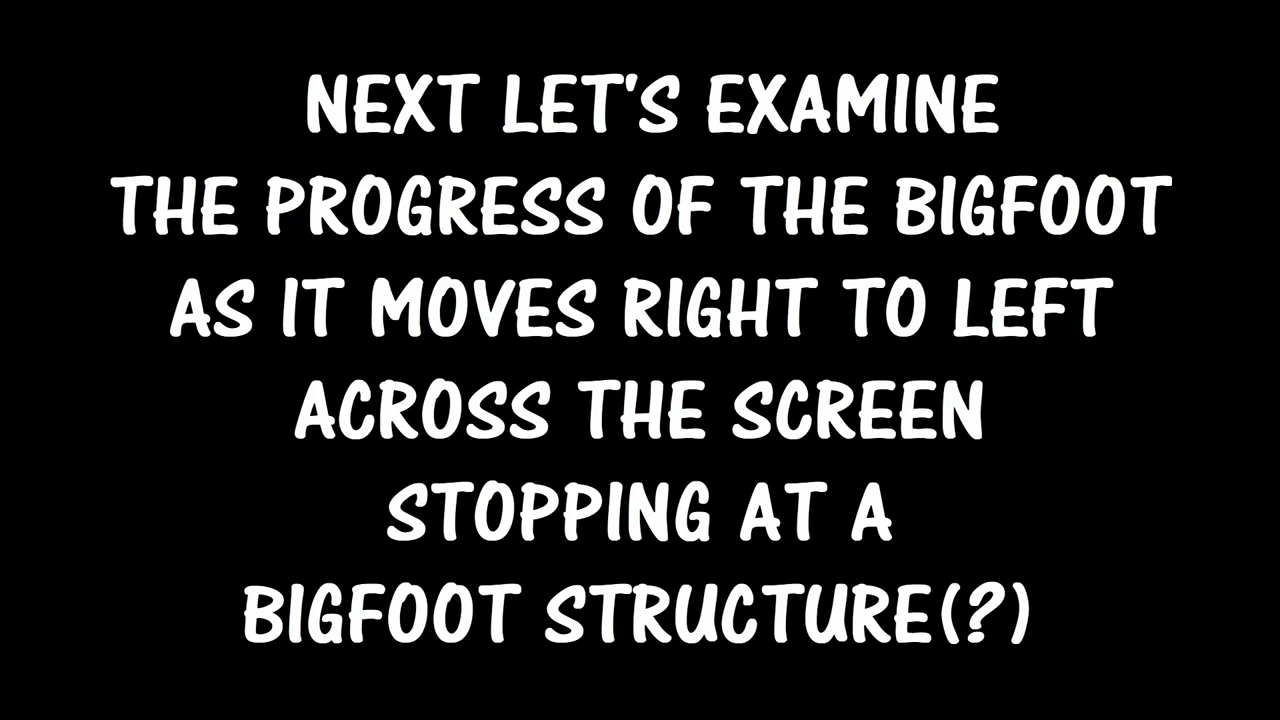 NEXT LET'S EXAMINE
THE PROGRESS OF THE BIGFOOT
AS IT MOVES RIGHT TO LEFT
ACROSS THE SCREEN
STOPPING AT A
BIGFOOT STRUCTURE(?)